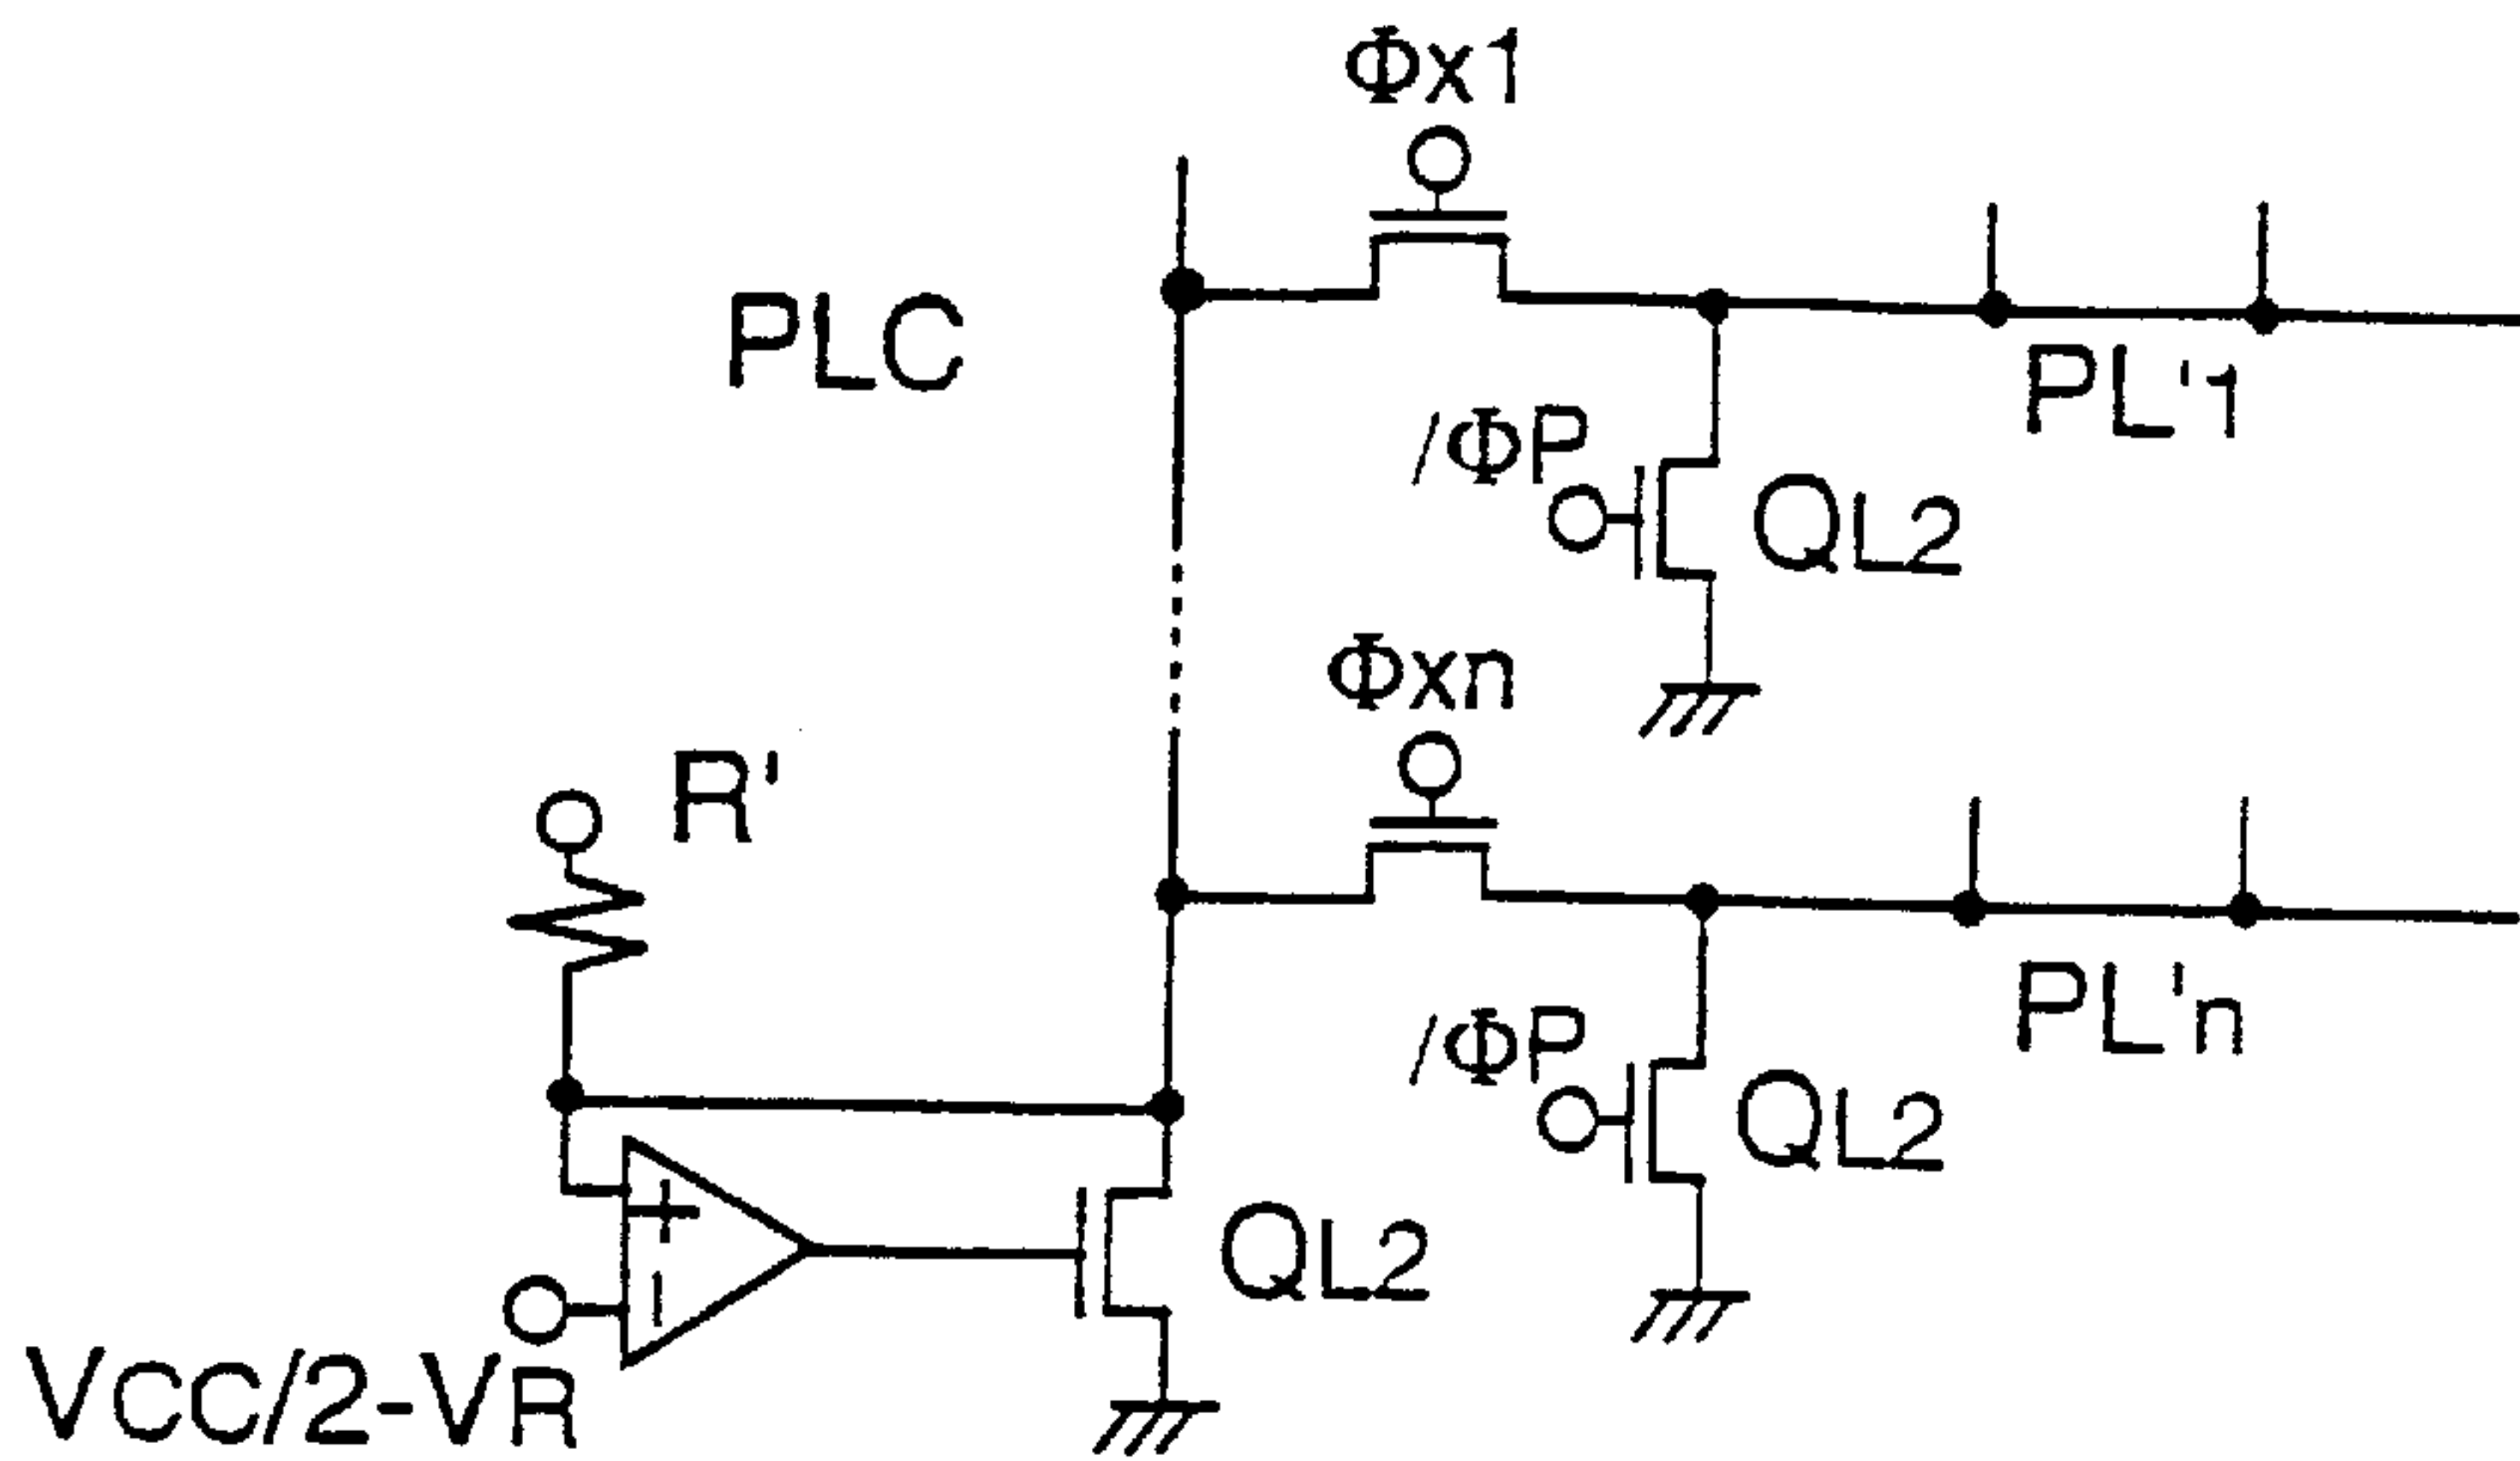 Φx1
PLC
PL'1
/ΦP
QL2
Φxn
R'
PL'n
/ΦP
QL2
+
QL2
-
VCC/2-VR